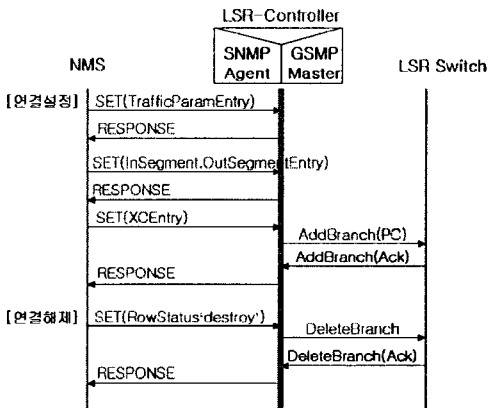 LSR-Controller
NMS
SNMP Agent
GSMP Master
LSR Switch
[연결설정] SET(TrafficParamEntry)
RESPONSE
SET(InSegment.OutSegmentEntry)
RESPONSE
SET(XCEntry)
AddBranch(PC)
AddBranch(Ack)
RESPONSE
[연결해제] SET(RowStatus'destroy')
DeleteBranch
DeleteBranch(Ack)
RESPONSE